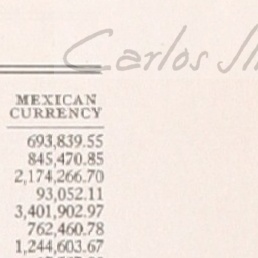 Carlos
MEXICAN
CURRENCY
693,839.55
845,470.85
2,174,266.70
93,052.11
3,401,902.97
762,460.78
1,244,603.67